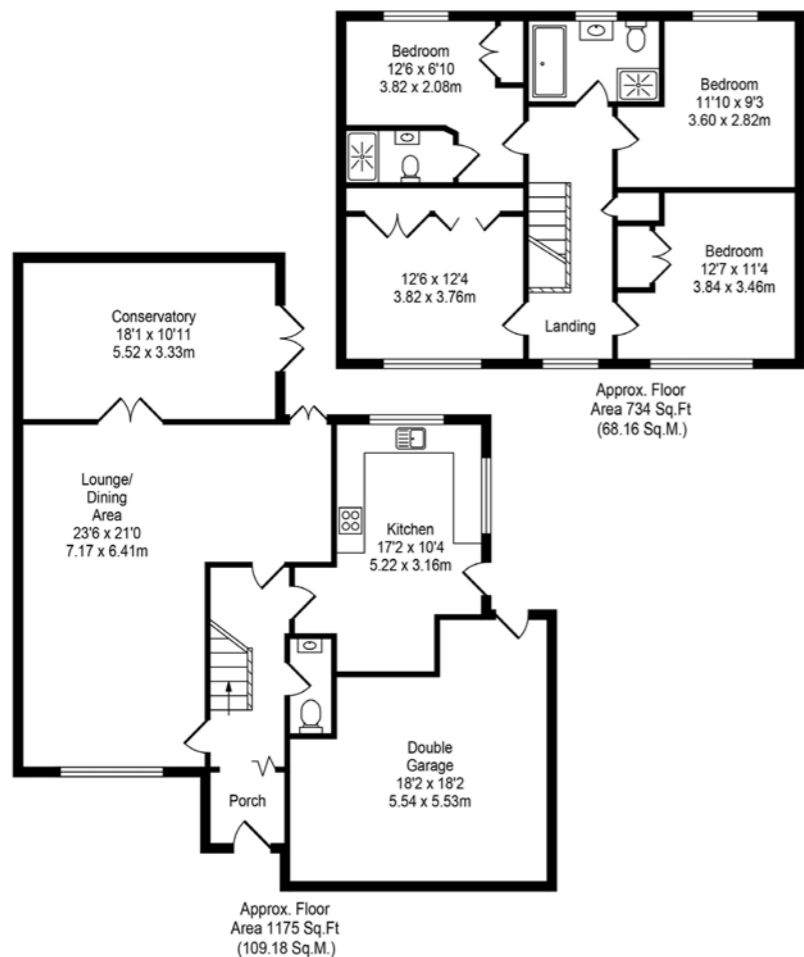 Bedroom
12'6 x 6'10
3.82 x 2.08m
Bedroom
11'10 x 9'3
3.60 x 2.82m
12'6 x 12'4
3.82 x 3.76m
Landing
Bedroom
12'7 x 11'4
3.84 x 3.46m
Approx. Floor
Area 734 Sq.Ft
(68.16 Sq.M.)
Conservatory
18'1 x 10'11
5.52 x 3.33m
Lounge/
Dining
Area
23'6 x 21'0
7.17 x 6.41m
Kitchen
17'2 x 10'4
5.22 x 3.16m
Double
Garage
18'2 x 18'2
5.54 x 5.53m
Porch
Approx. Floor
Area 1175 Sq.Ft
(109.18 Sq.M.)